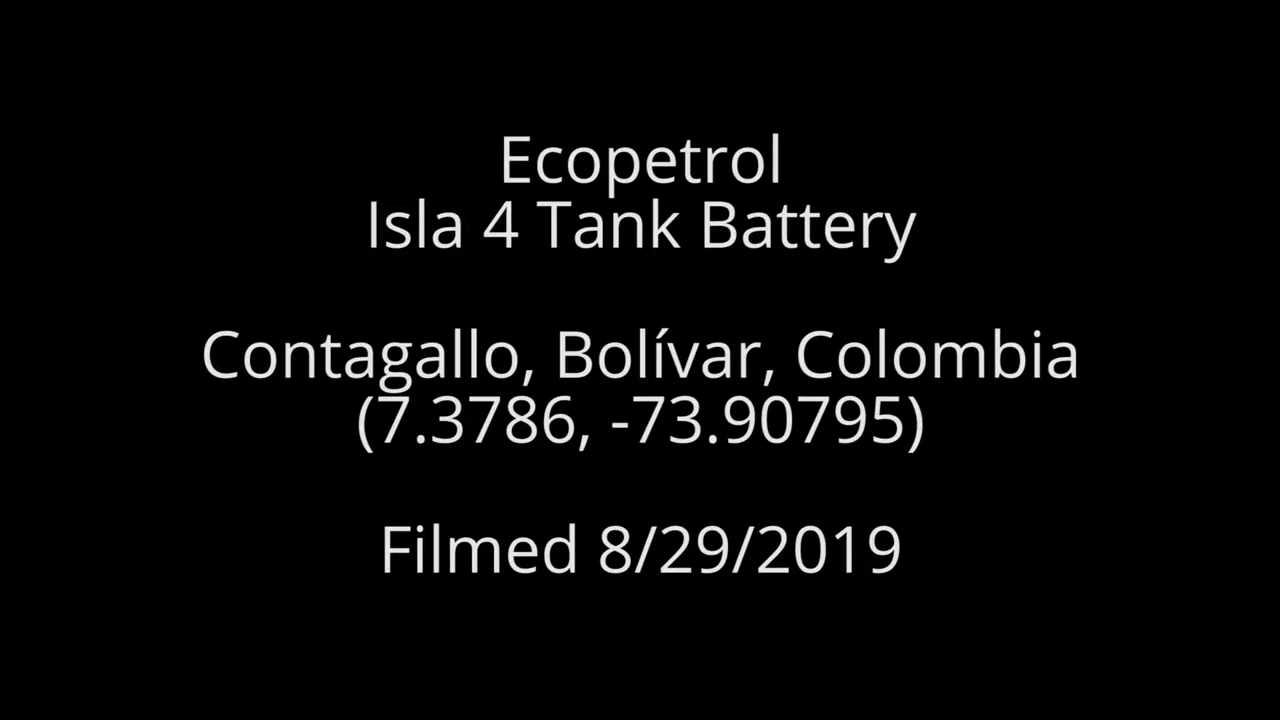 Ecopetrol
Isla 4 Tank Battery
Contagallo, Bolívar, Colombia
(7.3786, -73.90795)
Filmed 8/29/2019